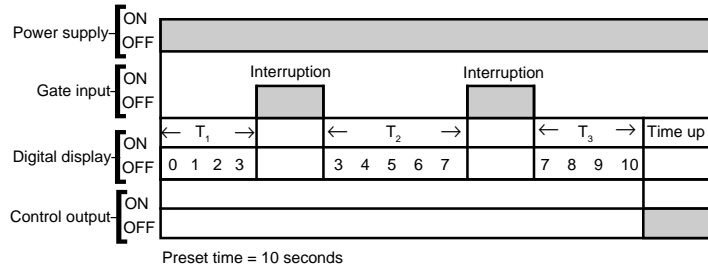 Power supply
ON
OFF
Gate input
ON
OFF
Interruption
Interruption
Digital display
ON
OFF
← T1 →
← T2 →
← T3 →
Time up
0 1 2 3
3 4 5 6 7
7 8 9 10
Control output
ON
OFF
Preset time = 10 seconds